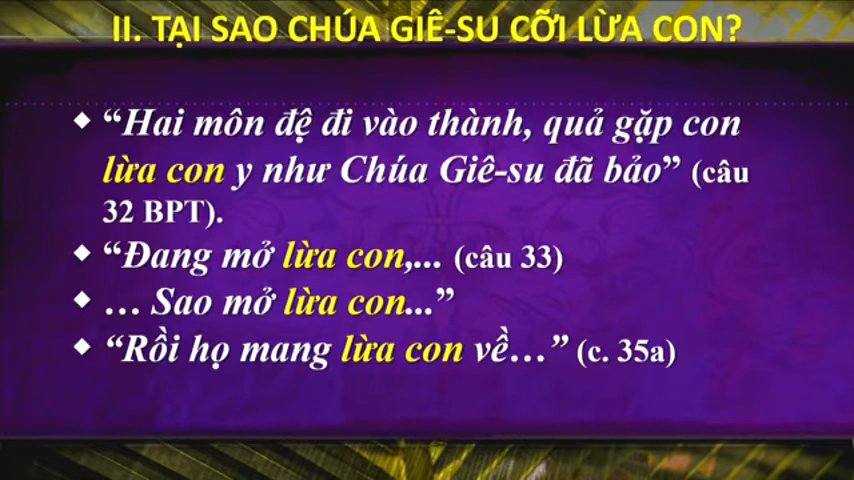 II. TẠI SAO CHÚA GIÊ-SU CỠI LỪA CON?
❖ “Hai môn đệ đi vào thành, quả gặp con
lừa con y như Chúa Giê-su đã bảo” (câu
32 BPT).
❖ “Đang mở lừa con,... (câu 33)
❖ … Sao mở lừa con...”
❖ “Rồi họ mang lừa con về…” (c. 35a)